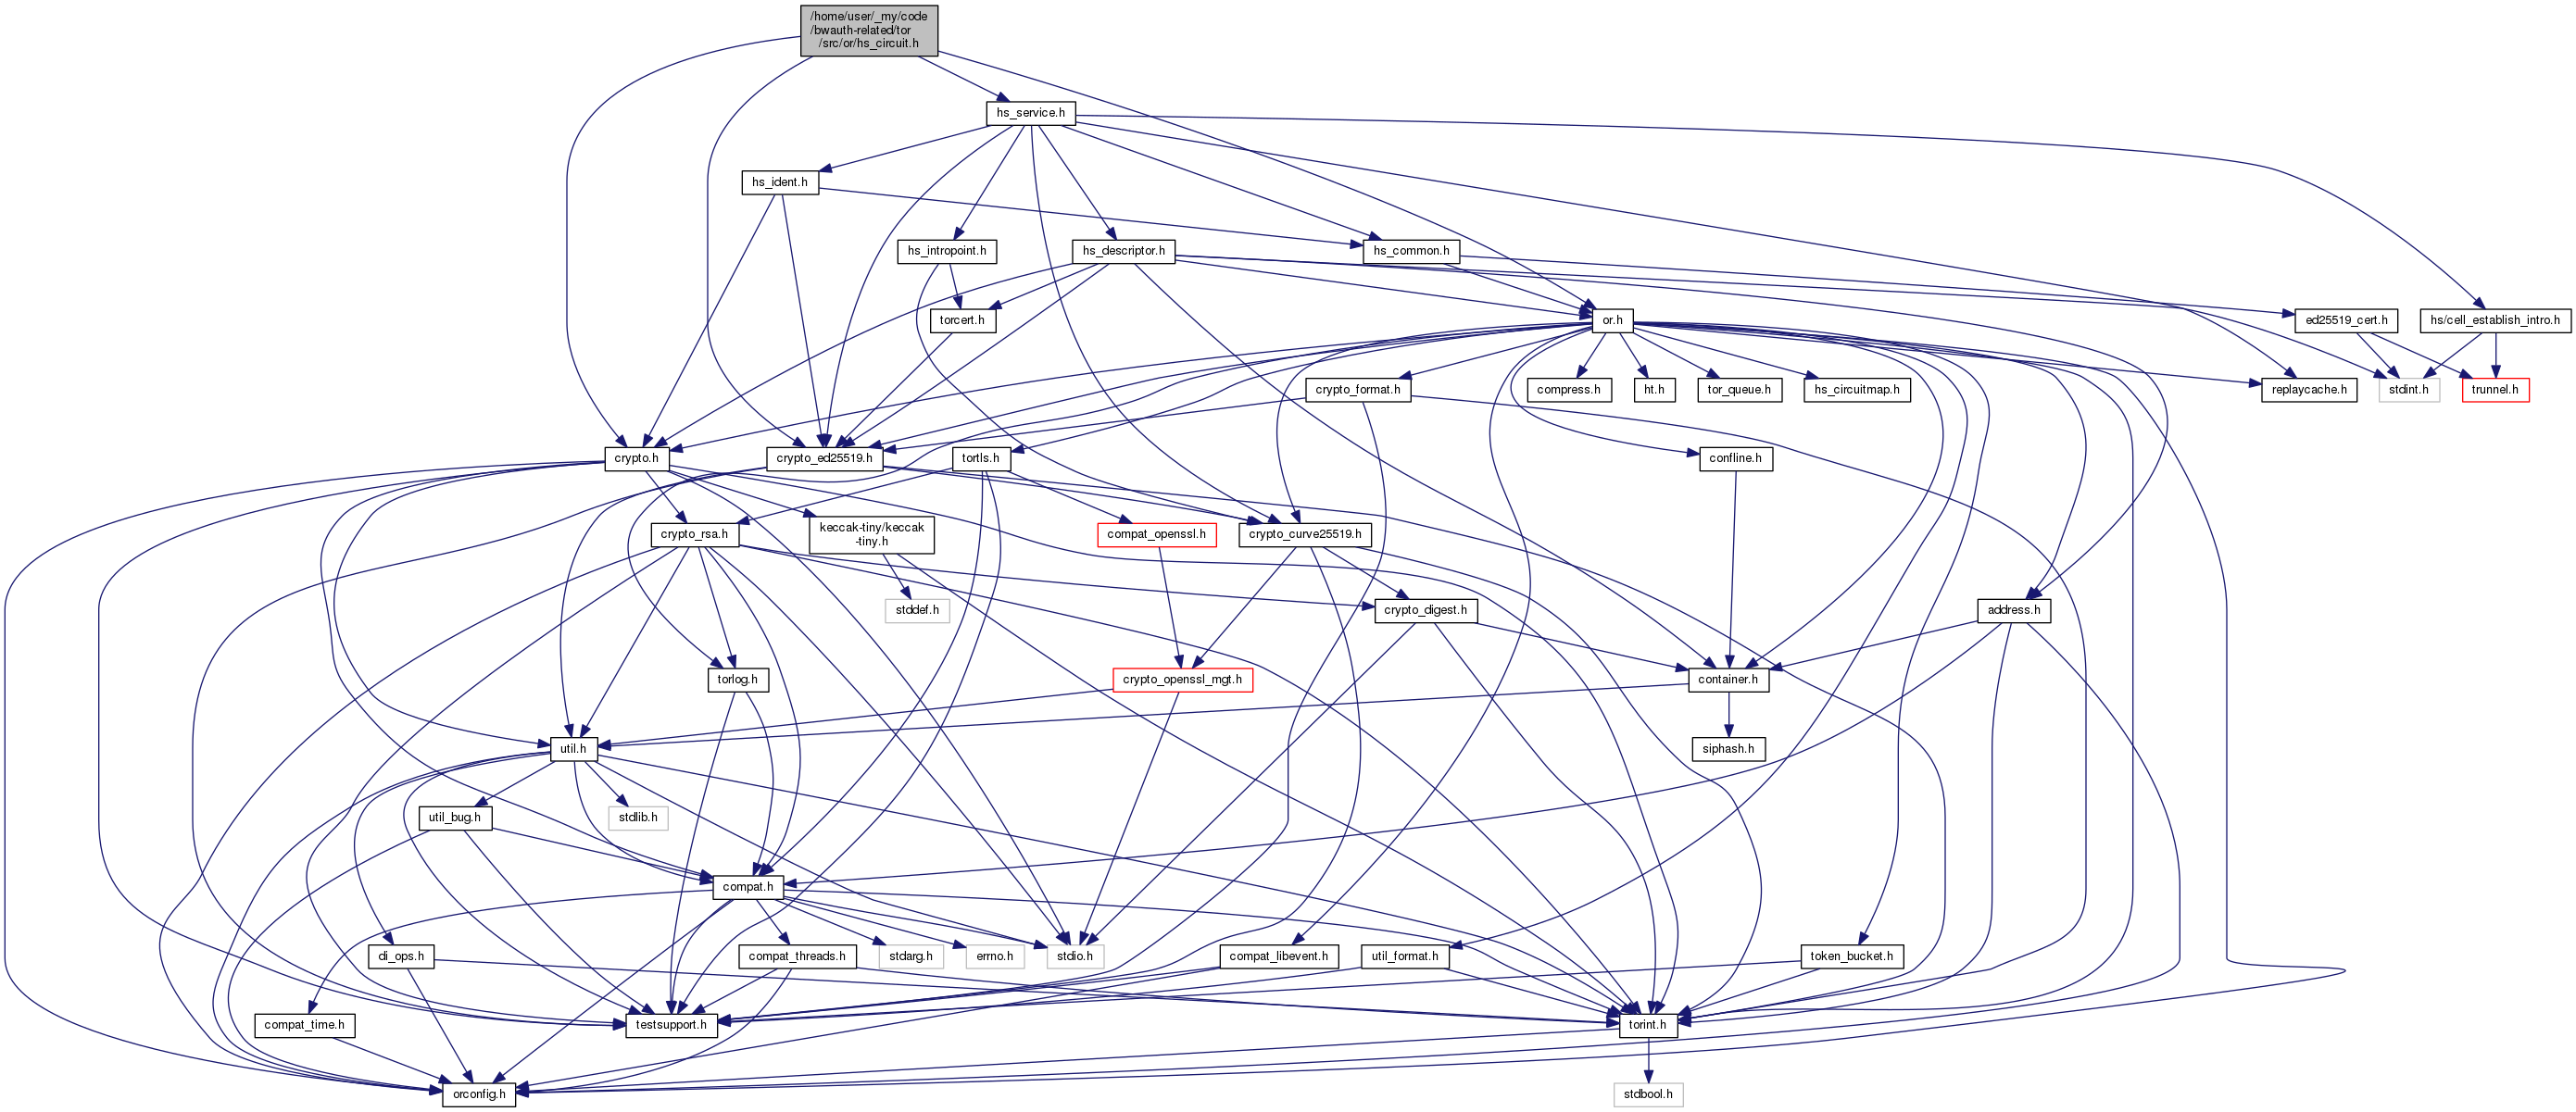 /home/user/_my/code
/bwauth-related/tor
/src/or/hs_circuit.h
hs_service.h
hs_ident.h
hs_intropoint.h
hs_descriptor.h
hs_common.h
torcert.h
or.h
ed25519_cert.h
hs/cell_establish_intro.h
crypto_format.h
compress.h
ht.h
tor_queue.h
hs_circuitmap.h
replaycache.h
stdint.h
trunnel.h
crypto.h
crypto_ed25519.h
tortls.h
confline.h
crypto_rsa.h
keccak-tiny/keccak
-tiny.h
compat_openssl.h
crypto_curve25519.h
stddef.h
crypto_digest.h
address.h
torlog.h
crypto_openssl_mgt.h
container.h
util.h
siphash.h
util_bug.h
stdlib.h
compat.h
di_ops.h
compat_threads.h
stdarg.h
errno.h
stdio.h
compat_libevent.h
util_format.h
token_bucket.h
compat_time.h
testsupport.h
torint.h
orconfig.h
stdbool.h